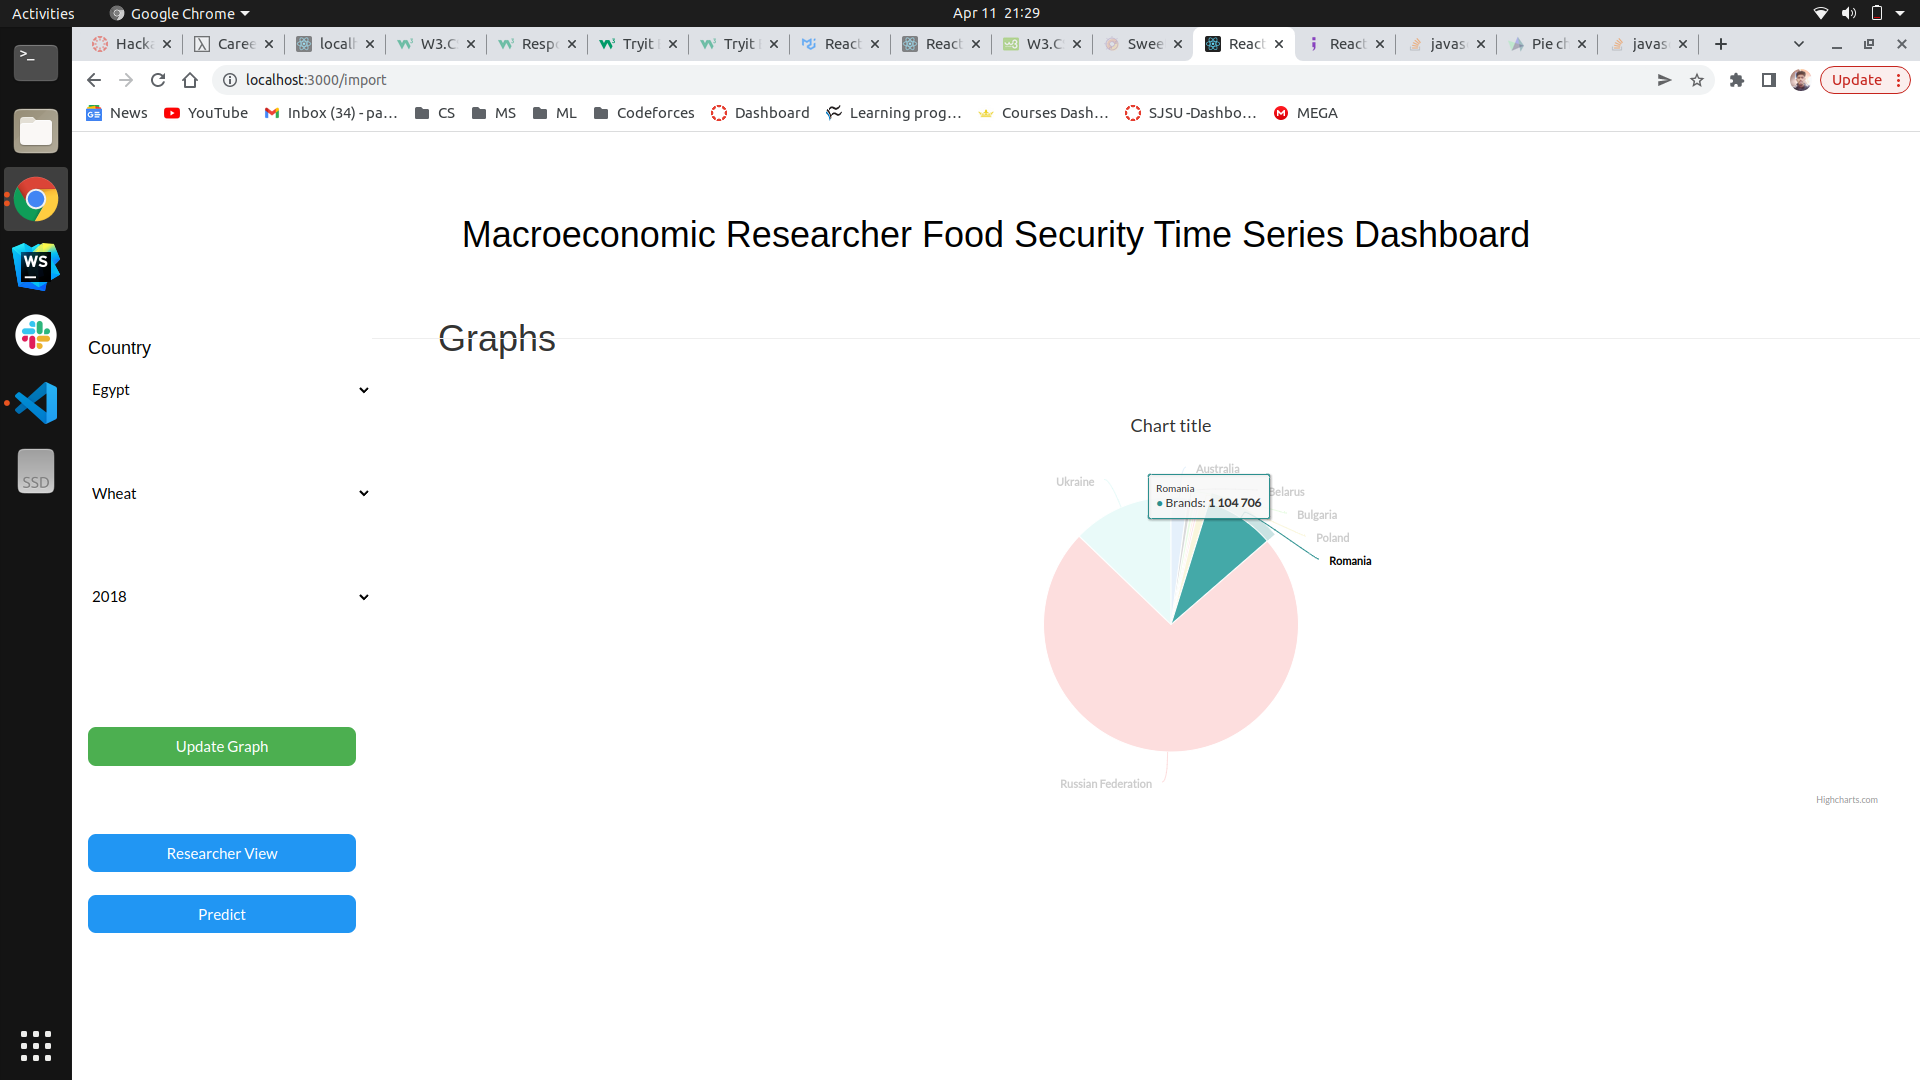 Activities
Google Chrome
Apr 11 21:29
Hacka
Caree
localh
W3.C
Respo
Tryit
Tryit
React
React
W3.C
Swee
React
React
javas
Pie ch
javas
localhost:3000/import
Update
News
YouTube
Inbox (34) - pa...
CS
MS
ML
Codeforces
Dashboard
Learning prog...
Courses Dash...
SJSU -Dashbo...
MEGA
>_
WS
SSD
Macroeconomic Researcher Food Security Time Series Dashboard
Graphs
Country
Egypt
Wheat
2018
Update Graph
Researcher View
Predict
Chart title
Ukraine
Australia
Belarus
Bulgaria
Poland
Romania
Romania
● Brands: 1 104 706
Russian Federation
Highcharts.com